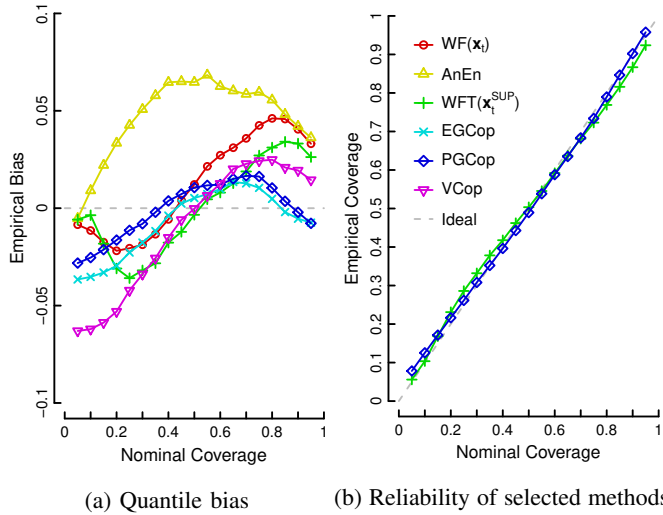 0.1
0.05
0
−0.05
−0.1
Empirical Bias
0
0.2
0.4
0.6
0.8
1
Nominal Coverage
WF(x_t)
AnEn
WFT(x_t^SUP)
EGCop
PGCop
VCop
Ideal
1
0.9
0.8
0.7
0.6
0.5
0.4
0.3
0.2
0.1
0
Empirical Coverage
0
0.2
0.4
0.6
0.8
1
Nominal Coverage
(a) Quantile bias
(b) Reliability of selected methods